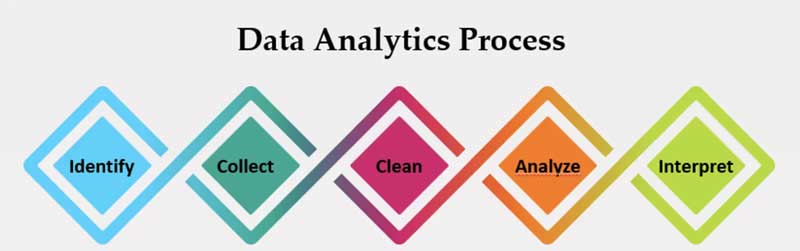 Data Analytics Process
Identify Collect Clean Analyze Interpret